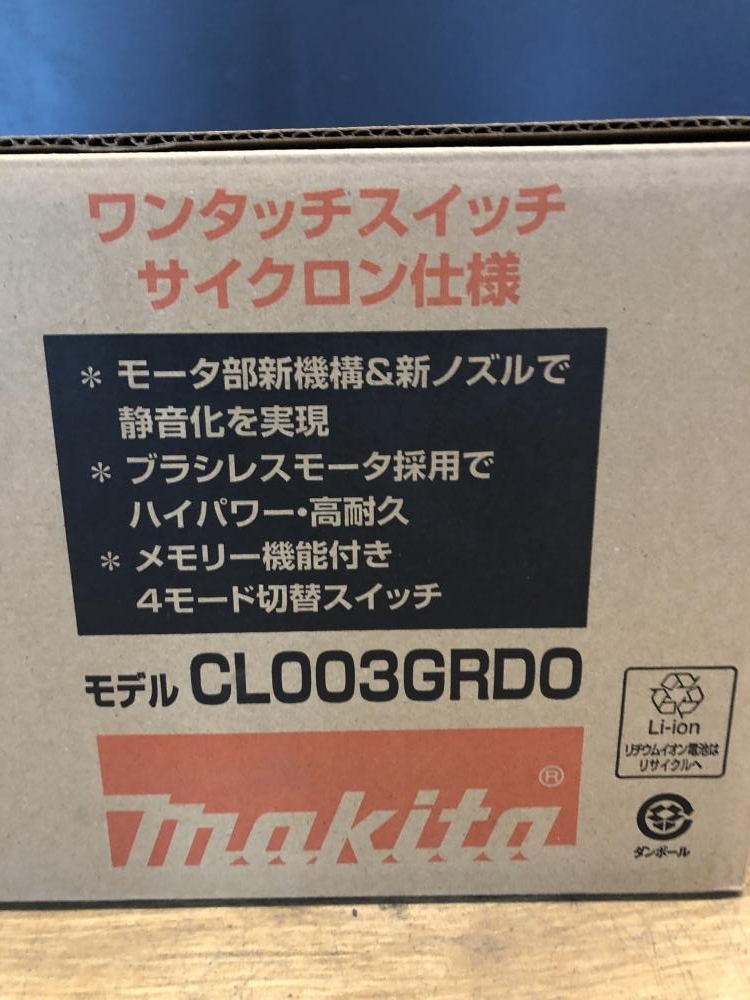 ワンタッチスイッチ
サイクロン仕様
* モータ部新機構&新ノズルで
静音化を実現
* ブラシレスモータ採用で
ハイパワー・高耐久
* メモリー機能付き
4モード切替スイッチ
モデル CL003GRDO
makita®
Li-ion
リチウムイオン電池は
リサイクルへ
ダンボール